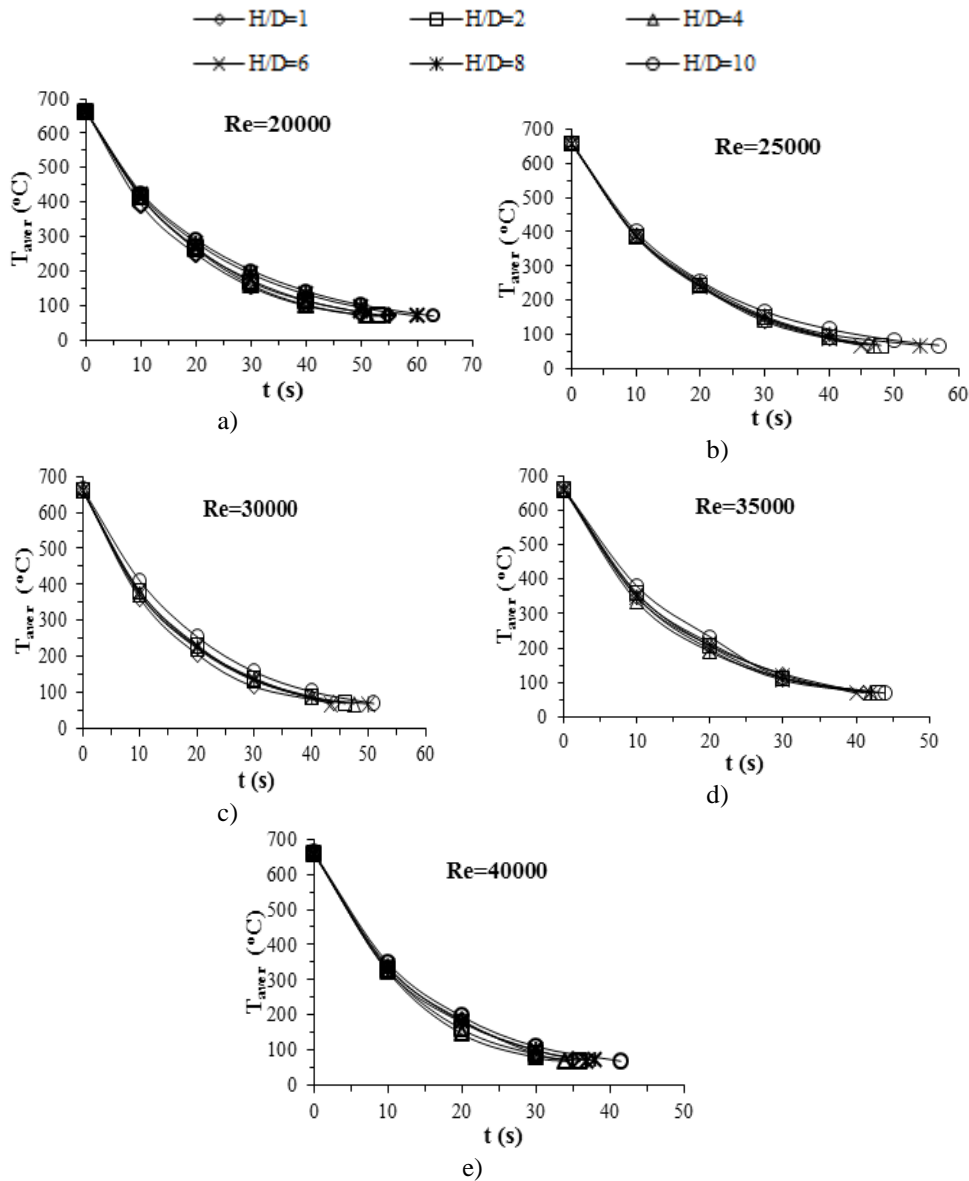 H/D=1 H/D=2 H/D=4
H/D=6 H/D=8 H/D=10
Re=20000
T_aver (°C)
700
600
500
400
300
200
100
0
0 10 20 30 40 50 60 70
t (s)
a)
Re=25000
T_aver (°C)
700
600
500
400
300
200
100
0
0 10 20 30 40 50 60
t (s)
b)
Re=30000
T_aver (°C)
700
600
500
400
300
200
100
0
0 10 20 30 40 50 60
t (s)
c)
Re=35000
T_aver (°C)
700
600
500
400
300
200
100
0
0 10 20 30 40 50
t (s)
d)
Re=40000
T_aver (°C)
700
600
500
400
300
200
100
0
0 10 20 30 40 50
t (s)
e)